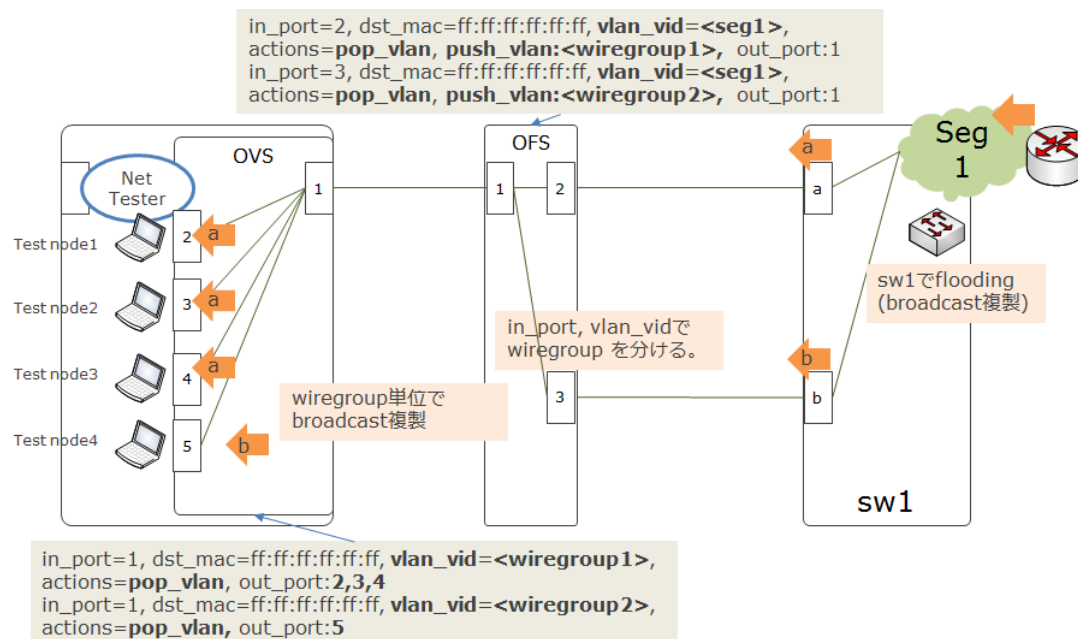 in_port=2, dst_mac=ff:ff:ff:ff:ff:ff, vlan_vid=<seg1>,
actions=pop_vlan, push_vlan:<wiregroup1>, out_port:1
in_port=3, dst_mac=ff:ff:ff:ff:ff:ff, vlan_vid=<seg1>,
actions=pop_vlan, push_vlan:<wiregroup2>, out_port:1
OVS
OFS
Seg
1
Net
Tester
1
1
2
a
a
Test node1
2
a
Test node2
3
a
Test node3
4
a
Test node4
5
b
sw1でflooding
(broadcast複製)
in_port, vlan_vidで
wiregroup を分ける。
wiregroup単位で
broadcast複製
3
b
b
sw1
in_port=1, dst_mac=ff:ff:ff:ff:ff:ff, vlan_vid=<wiregroup1>,
actions=pop_vlan, out_port:2,3,4
in_port=1, dst_mac=ff:ff:ff:ff:ff:ff, vlan_vid=<wiregroup2>,
actions=pop_vlan, out_port:5